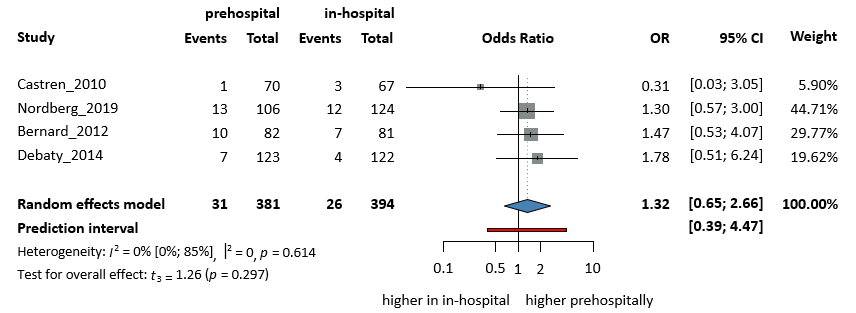 prehospital in-hospital
Study Events Total Events Total Odds Ratio OR 95% CI Weight
Castren_2010 1 70 3 67 0.31 [0.03; 3.05] 5.90%
Nordberg_2019 13 106 12 124 1.30 [0.57; 3.00] 44.71%
Bernard_2012 10 82 7 81 1.47 [0.53; 4.07] 29.77%
Debaty_2014 7 123 4 122 1.78 [0.51; 6.24] 19.62%
Random effects model 31 381 26 394 1.32 [0.65; 2.66] 100.00%
Prediction interval [0.39; 4.47]
Heterogeneity: I² = 0% [0%; 85%], |² = 0, p = 0.614
Test for overall effect: t₃ = 1.26 (p = 0.297)
0.1 0.5 1 2 10
higher in in-hospital higher prehospitally